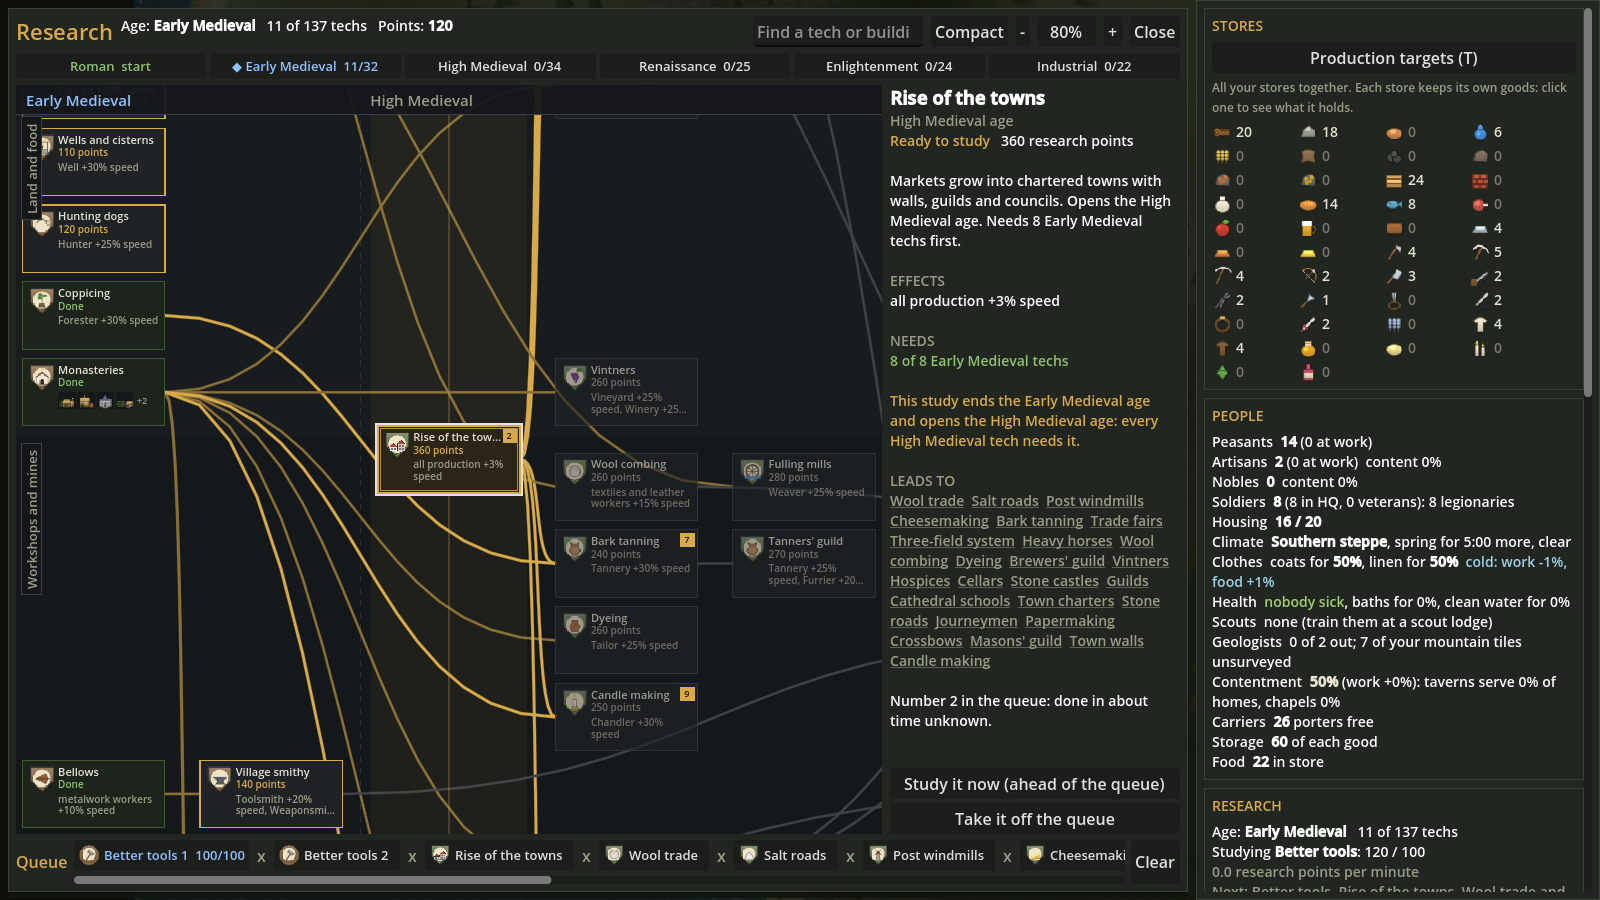 Research Age: Early Medieval 11 of 137 techs Points: 120
Find a tech or buildi Compact - 80% + Close
Roman start
◆ Early Medieval 11/32
High Medieval 0/34
Renaissance 0/25
Enlightenment 0/24
Industrial 0/22
Early Medieval
High Medieval
Land and food
Wells and cisterns
110 points
Well +30% speed
Hunting dogs
120 points
Hunter +25% speed
Coppicing
Done
Forester +30% speed
Monasteries
Done
+2
Workshops and mines
Rise of the tow... 2
360 points
all production +3%
speed
Vintners
260 points
Vineyard +25%
speed, Winery +25...
Wool combing
260 points
textiles and leather
workers +15% speed
Fulling mills
280 points
Weaver +25% speed
Bark tanning 7
240 points
Tannery +30% speed
Tanners' guild
270 points
Tannery +25%
speed, Furrier +20...
Dyeing
260 points
Tailor +25% speed
Candle making 9
250 points
Chandler +30%
speed
Bellows
Done
metalwork workers
+10% speed
Village smithy
140 points
Toolsmith +20%
speed, Weaponsmi...
Rise of the towns
High Medieval age
Ready to study 360 research points
Markets grow into chartered towns with
walls, guilds and councils. Opens the High
Medieval age. Needs 8 Early Medieval
techs first.
EFFECTS
all production +3% speed
NEEDS
8 of 8 Early Medieval techs
This study ends the Early Medieval age
and opens the High Medieval age: every
High Medieval tech needs it.
LEADS TO
Wool trade Salt roads Post windmills
Cheesemaking Bark tanning Trade fairs
Three-field system Heavy horses Wool
combing Dyeing Brewers' guild Vintners
Hospices Cellars Stone castles Guilds
Cathedral schools Town charters Stone
roads Journeymen Papermaking
Crossbows Masons' guild Town walls
Candle making
Number 2 in the queue: done in about
time unknown.
Study it now (ahead of the queue)
Take it off the queue
Queue Better tools 1 100/100 x Better tools 2 x Rise of the towns x Wool trade x Salt roads x Post windmills x Cheesemaki Clear
STORES
Production targets (T)
All your stores together. Each store keeps its own goods: click
one to see what it holds.
20 18 0 6
0 0 0 0
0 0 24 0
0 14 8 0
0 0 0 4
0 0 4 5
4 2 3 2
2 1 0 2
0 2 0 4
4 0 0 0
0 0
PEOPLE
Peasants 14 (0 at work)
Artisans 2 (0 at work) content 0%
Nobles 0 content 0%
Soldiers 8 (8 in HQ, 0 veterans): 8 legionaries
Housing 16 / 20
Climate Southern steppe, spring for 5:00 more, clear
Clothes coats for 50%, linen for 50% cold: work -1%,
food +1%
Health nobody sick, baths for 0%, clean water for 0%
Scouts none (train them at a scout lodge)
Geologists 0 of 2 out; 7 of your mountain tiles
unsurveyed
Contentment 50% (work +0%): taverns serve 0% of
homes, chapels 0%
Carriers 26 porters free
Storage 60 of each good
Food 22 in store
RESEARCH
Age: Early Medieval 11 of 137 techs
Studying Better tools: 120 / 100
0.0 research points per minute
Next: Better tools, Rise of the towns, Wool trade and